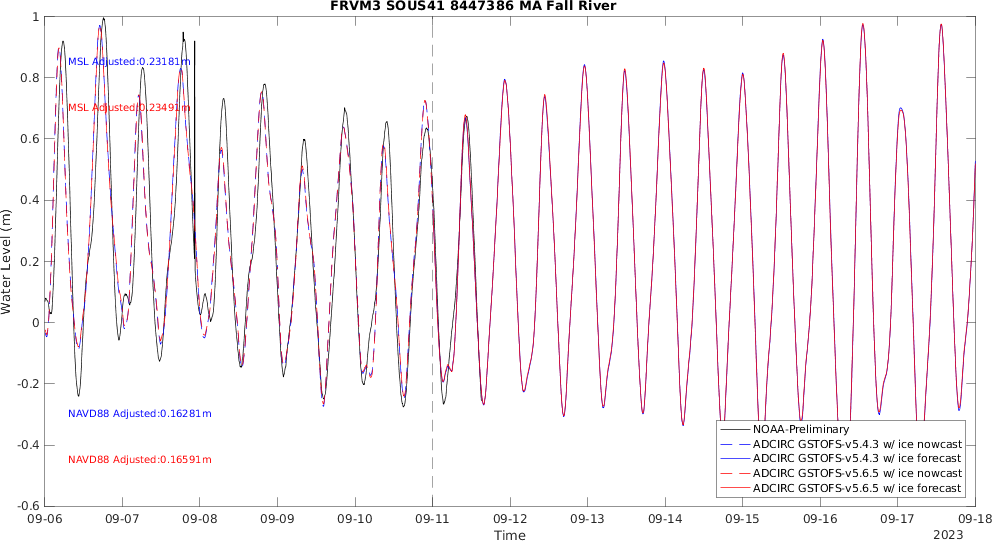 FRVM3 SOUS41 8447386 MA Fall River
1
0.8
0.6
0.4
0.2
0
-0.2
-0.4
-0.6
Water Level (m)
MSL Adjusted:0.23181m
MSL Adjusted:0.23491m
NAVD88 Adjusted:0.16281m
NAVD88 Adjusted:0.16591m
NOAA-Preliminary
ADCIRC GSTOFS-v5.4.3 w/ ice nowcast
ADCIRC GSTOFS-v5.4.3 w/ ice forecast
ADCIRC GSTOFS-v5.6.5 w/ ice nowcast
ADCIRC GSTOFS-v5.6.5 w/ ice forecast
09-06 09-07 09-08 09-09 09-10 09-11 09-12 09-13 09-14 09-15 09-16 09-17 09-18
Time
2023